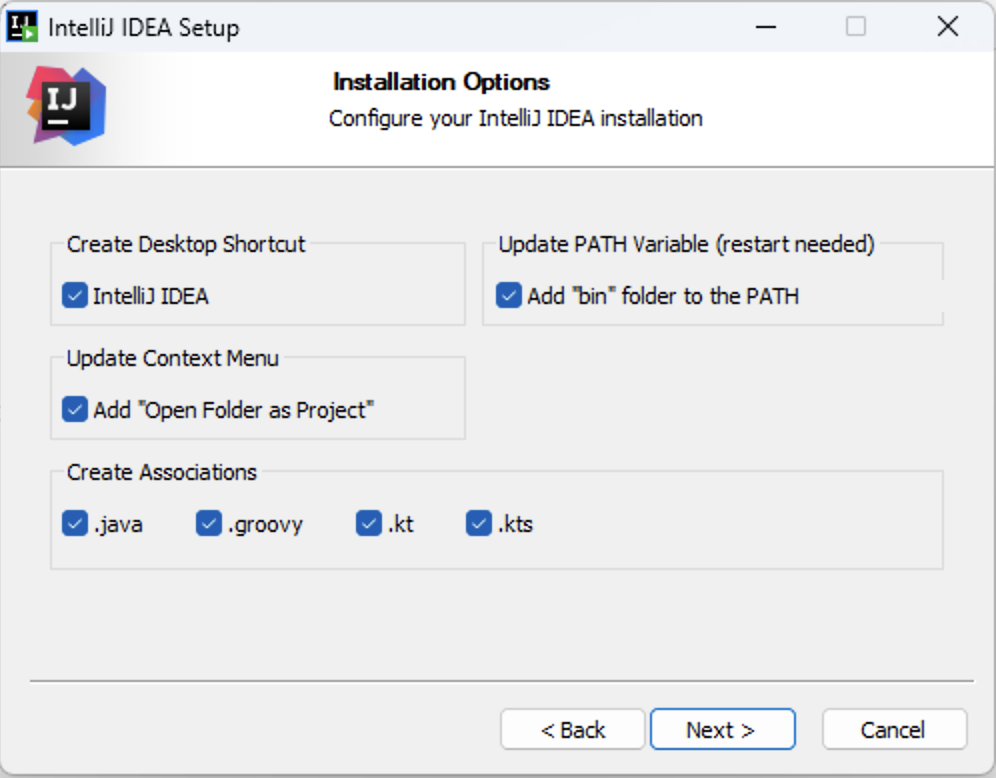 IntelliJ IDEA Setup
IJ
Installation Options
Configure your IntelliJ IDEA installation
Create Desktop Shortcut
IntelliJ IDEA
Update PATH Variable (restart needed)
Add "bin" folder to the PATH
Update Context Menu
Add "Open Folder as Project"
Create Associations
.java .groovy .kt .kts
< Back Next > Cancel